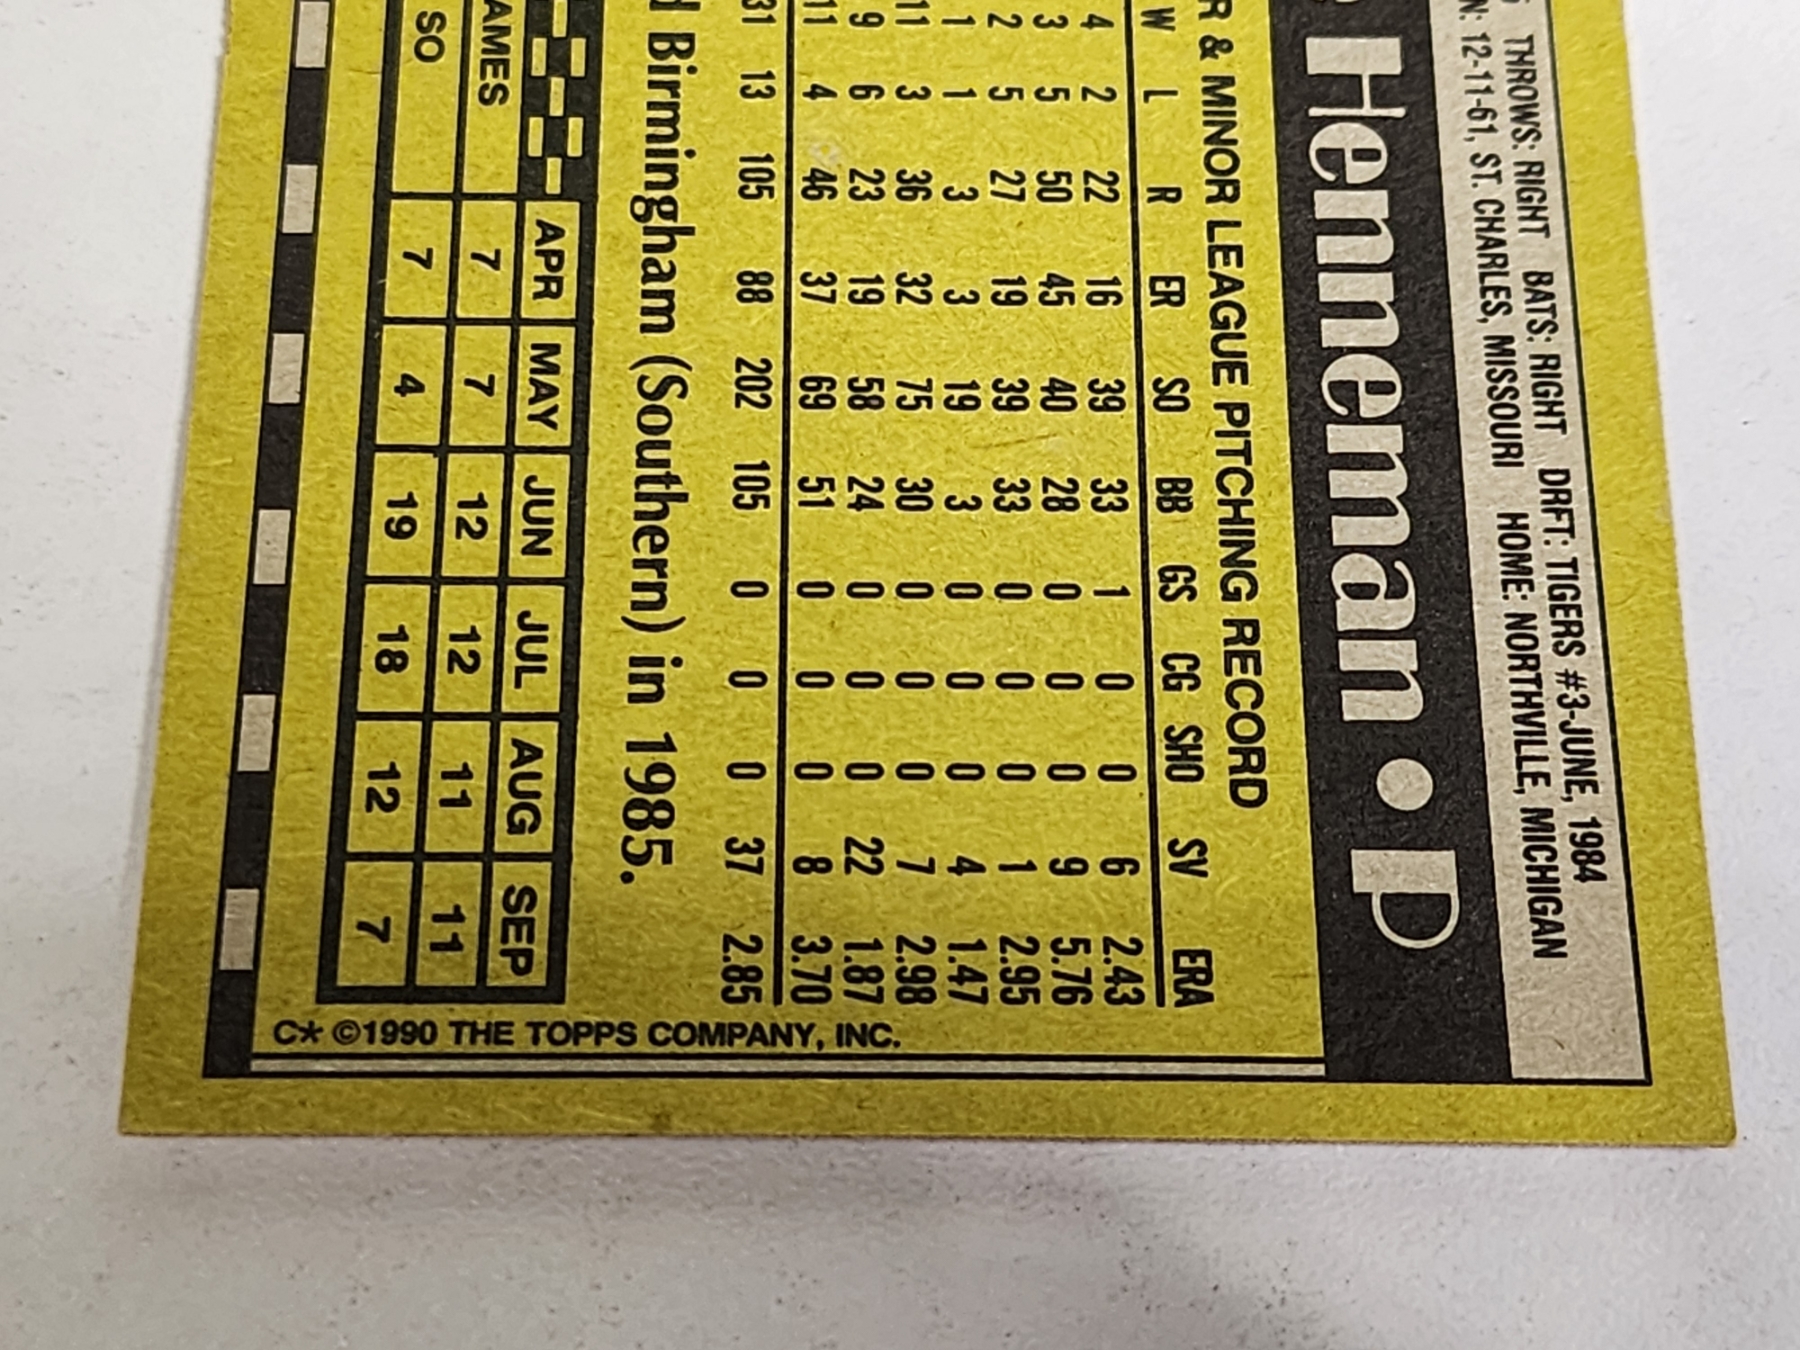 THROWS: RIGHT BATS: RIGHT DRFT: TIGERS #3-JUNE, 1984
12-11-61, ST. CHARLES, MISSOURI HOME: NORTHVILLE, MICHIGAN
Henneman • P
& MINOR LEAGUE PITCHING RECORD
W L R ER SO BB GS CG SHO SV ERA
4 2 22 16 39 33 1 0 0 6 2.43
3 5 50 45 40 28 0 0 0 9 5.76
2 5 27 19 39 33 0 0 0 1 2.95
1 1 3 3 19 3 0 0 0 4 1.47
11 3 36 32 75 30 0 0 0 7 2.98
9 6 23 19 58 24 0 0 0 22 1.87
11 4 46 37 69 51 0 0 0 8 3.70
31 13 105 88 202 105 0 0 0 37 2.85
Birmingham (Southern) in 1985.
APR MAY JUN JUL AUG SEP
AMES 7 7 12 12 11 11
SO 7 4 19 18 12 7
C* ©1990 THE TOPPS COMPANY, INC.